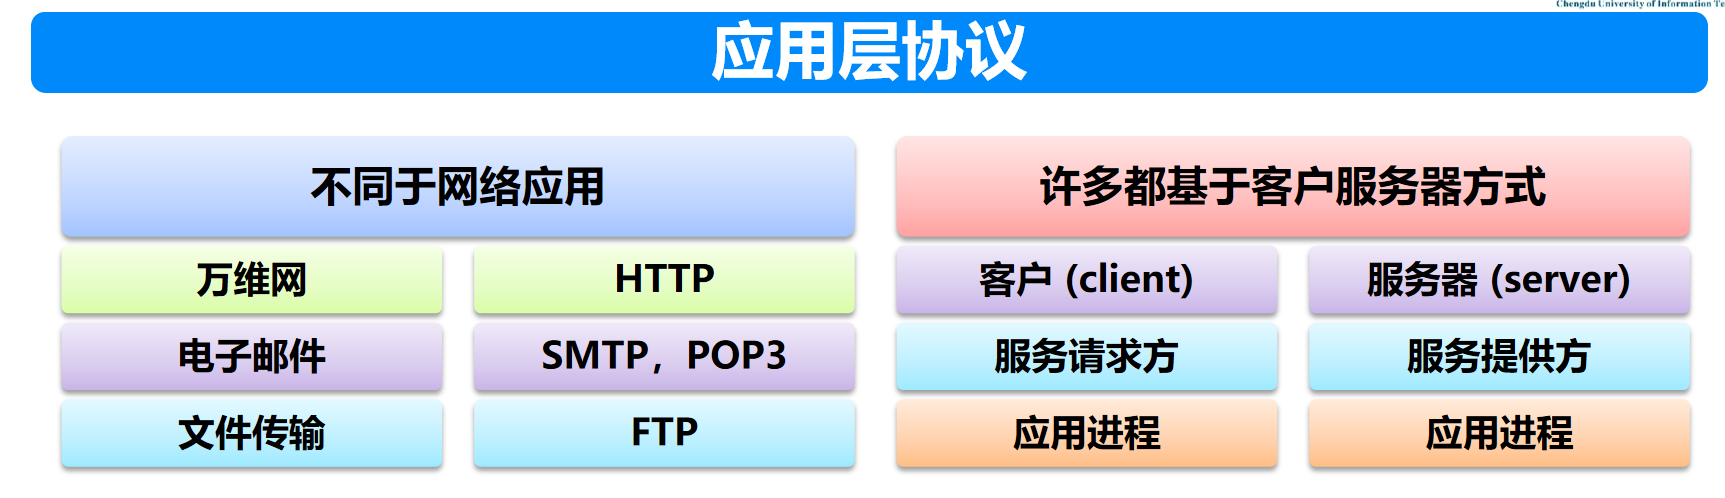 Chengdu University of Information Te
应用层协议
不同于网络应用
许多都基于客户服务器方式
万维网
HTTP
客户 (client)
服务器 (server)
电子邮件
SMTP，POP3
服务请求方
服务提供方
文件传输
FTP
应用进程
应用进程